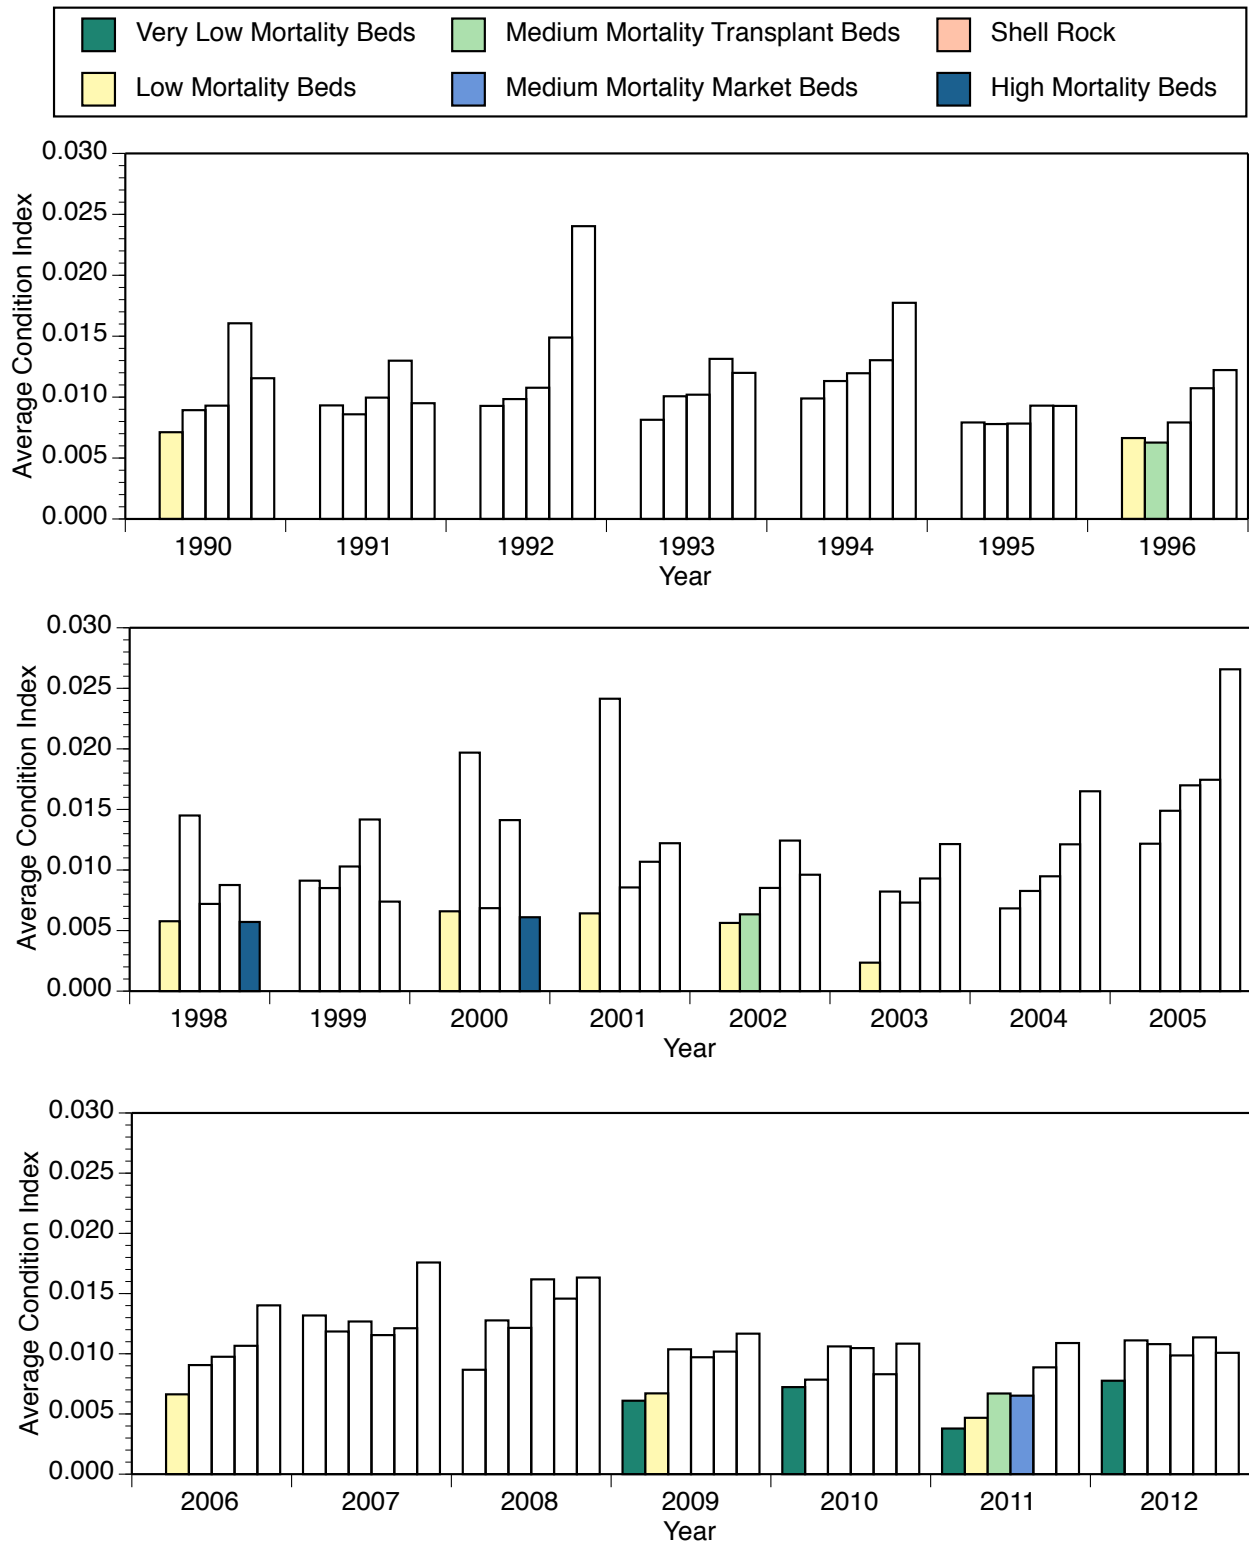 Very Low Mortality Beds Medium Mortality Transplant Beds Shell Rock
Low Mortality Beds Medium Mortality Market Beds High Mortality Beds
0.030
0.025
0.020
0.015
0.010
0.005
0.000
Average Condition Index
1990 1991 1992 1993 1994 1995 1996
Year
0.030
0.025
0.020
0.015
0.010
0.005
0.000
Average Condition Index
1998 1999 2000 2001 2002 2003 2004 2005
Year
0.030
0.025
0.020
0.015
0.010
0.005
0.000
Average Condition Index
2006 2007 2008 2009 2010 2011 2012
Year